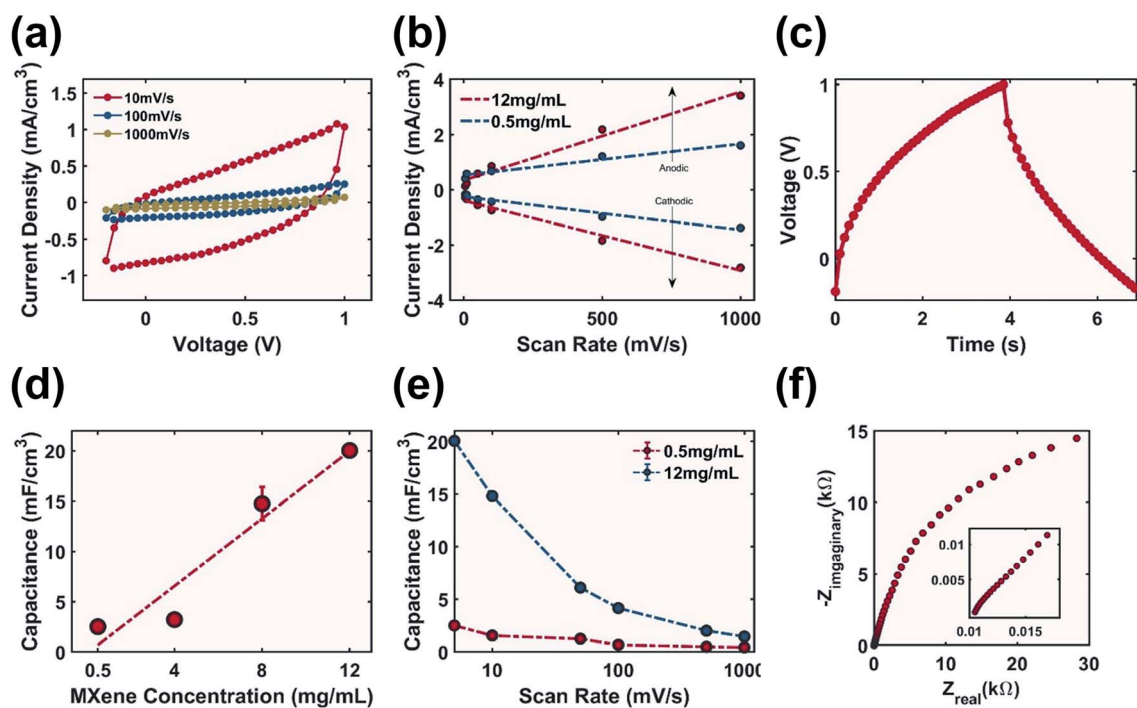 (a)
Current Density (mA/cm³)
1.5
1
0.5
0
-0.5
-1
10mV/s
100mV/s
1000mV/s
0
0.5
1
Voltage (V)
(b)
Current Density (mA/cm³)
4
2
0
-2
-4
12mg/mL
0.5mg/mL
Anodic
Cathodic
0
500
1000
Scan Rate (mV/s)
(c)
Voltage (V)
1
0.5
0
0
2
4
6
Time (s)
(d)
Capacitance (mF/cm³)
20
15
10
5
0
0.5
4
8
12
MXene Concentration (mg/mL)
(e)
Capacitance (mF/cm³)
20
15
10
5
0
0.5mg/mL
12mg/mL
10
100
1000
Scan Rate (mV/s)
(f)
-Zimgaginary(kΩ)
15
10
5
0
0.01
0.005
0.01
0.015
0
10
20
30
Zreal(kΩ)